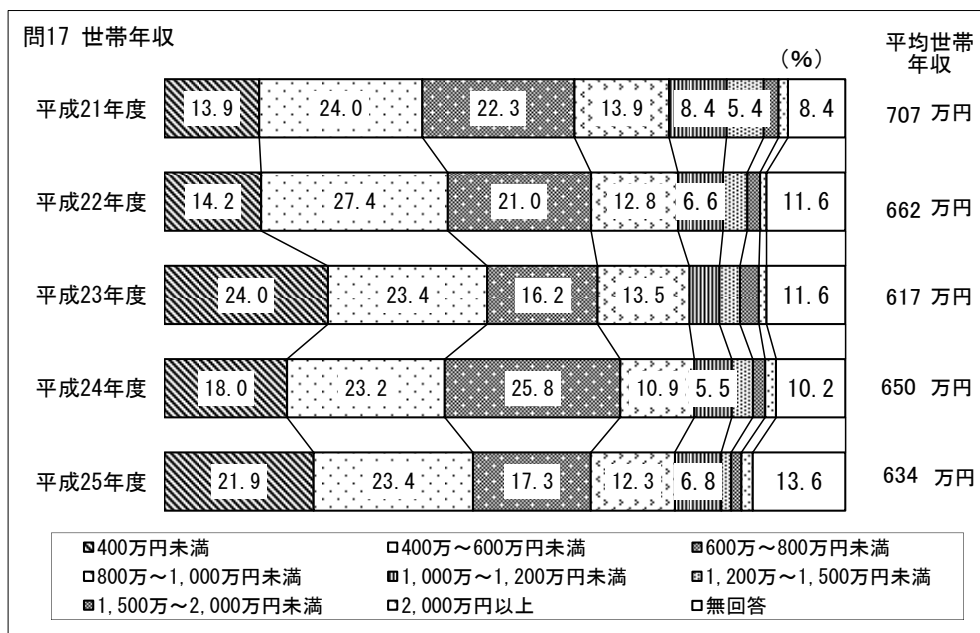 問17 世帯年収
平均世帯
年収
（％）
平成21年度 13.9 24.0 22.3 13.9 8.4 5.4 8.4 707 万円
平成22年度 14.2 27.4 21.0 12.8 6.6 11.6 662 万円
平成23年度 24.0 23.4 16.2 13.5 11.6 617 万円
平成24年度 18.0 23.2 25.8 10.9 5.5 10.2 650 万円
平成25年度 21.9 23.4 17.3 12.3 6.8 13.6 634 万円
400万円未満 400万～600万円未満 600万～800万円未満
800万～1,000万円未満 1,000万～1,200万円未満 1,200万～1,500万円未満
1,500万～2,000万円未満 2,000万円以上 無回答